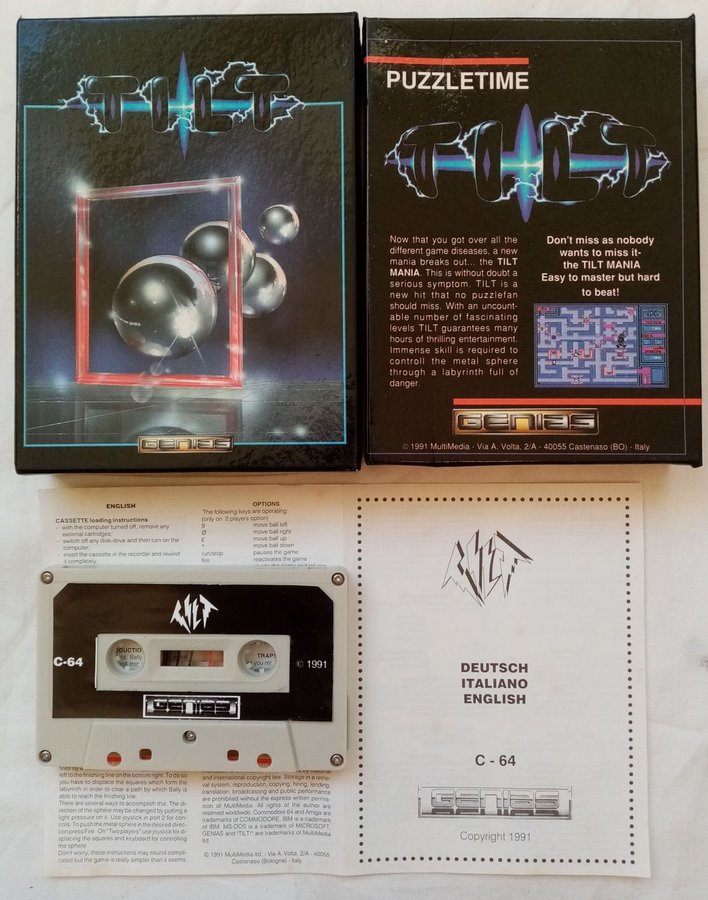 TILT
GENIAS
PUZZLETIME
TILT
Now that you got over all the
different game diseases, a new
mania breaks out... the TILT
MANIA. This is without doubt a
serious symptom. TILT is a
new hit that no puzzlefan
should miss. With an uncount-
able number of fascinating
levels TILT guarantees many
hours of thrilling entertainment.
Immense skill is required to
controll the metal sphere
through a labyrinth full of
danger.
Don't miss as nobody
wants to miss it-
the TILT MANIA
Easy to master but hard
to beat!
GENIAS
© 1991 MultiMedia - Via A. Volta, 2/A - 40055 Castenaso (BO) - Italy
ENGLISH
CASSETTE loading instructions
- with the computer turned off, remove any
external cartridges;
- switch off any disk-drive and then turn on the
computer;
- insert the cassette in the recorder and rewind
it completely;
OPTIONS
The following keys are operating:
(only on 2 players option)
9 move ball left
move ball right
£ move ball up
move ball down
run/stop pauses the game
fire reactivates the game
TILT
C-64
© 1991
GENIAS
left to the finishing line on the bottom right. To do so
you have to displace the squares which form the
labyrinth in order to clear a path by which Bally is
able to reach the finishing line.
There are several ways to accomplish this. The di-
rection of the sphere may be changed by putting a
light pressure on it. Use joystick in port 2 for con-
trols. To push the metal sphere in the desired direc-
tion press Fire. On "Two players" use joystick for di-
splacing the squares and keyboard for controlling
the sphere.
Don't worry, these instructions may sound compli-
cated but the game is really simpler than it seems.
and international copyright law. Storage in a retrie-
val system, reproduction, copying, hiring, lending,
translation, broadcasting and public performance
are prohibited without the express written permis-
sion of MultiMedia. All rights of the author are
reserved worldwide. Commodore 64 and Amiga are
trademarks of COMMODORE. IBM is a trademark
of IBM. MS-DOS is a trademark of MICROSOFT.
GENIAS and "TILT!" are trademarks of MultiMedia
ltd.
© 1991 MultiMedia ltd. - Via A. Volta, 2/A - 40055
Castenaso (Bologna) - Italy
TILT
DEUTSCH
ITALIANO
ENGLISH
C - 64
GENIAS
Copyright 1991